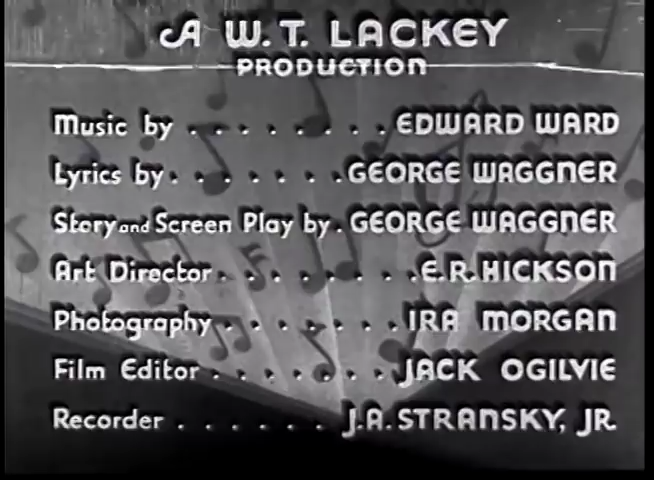 A W.T. LACKEY
PRODUCTION
Music by . . . . . . . . EDWARD WARD
Lyrics by . . . . . . . GEORGE WAGGNER
Story and Screen Play by . GEORGE WAGGNER
Art Director . . . . . . . E.R. HICKSON
Photography . . . . . . IRA MORGAN
Film Editor . . . . . . . JACK OGILVIE
Recorder . . . . . . J.A. STRANSKY, JR.